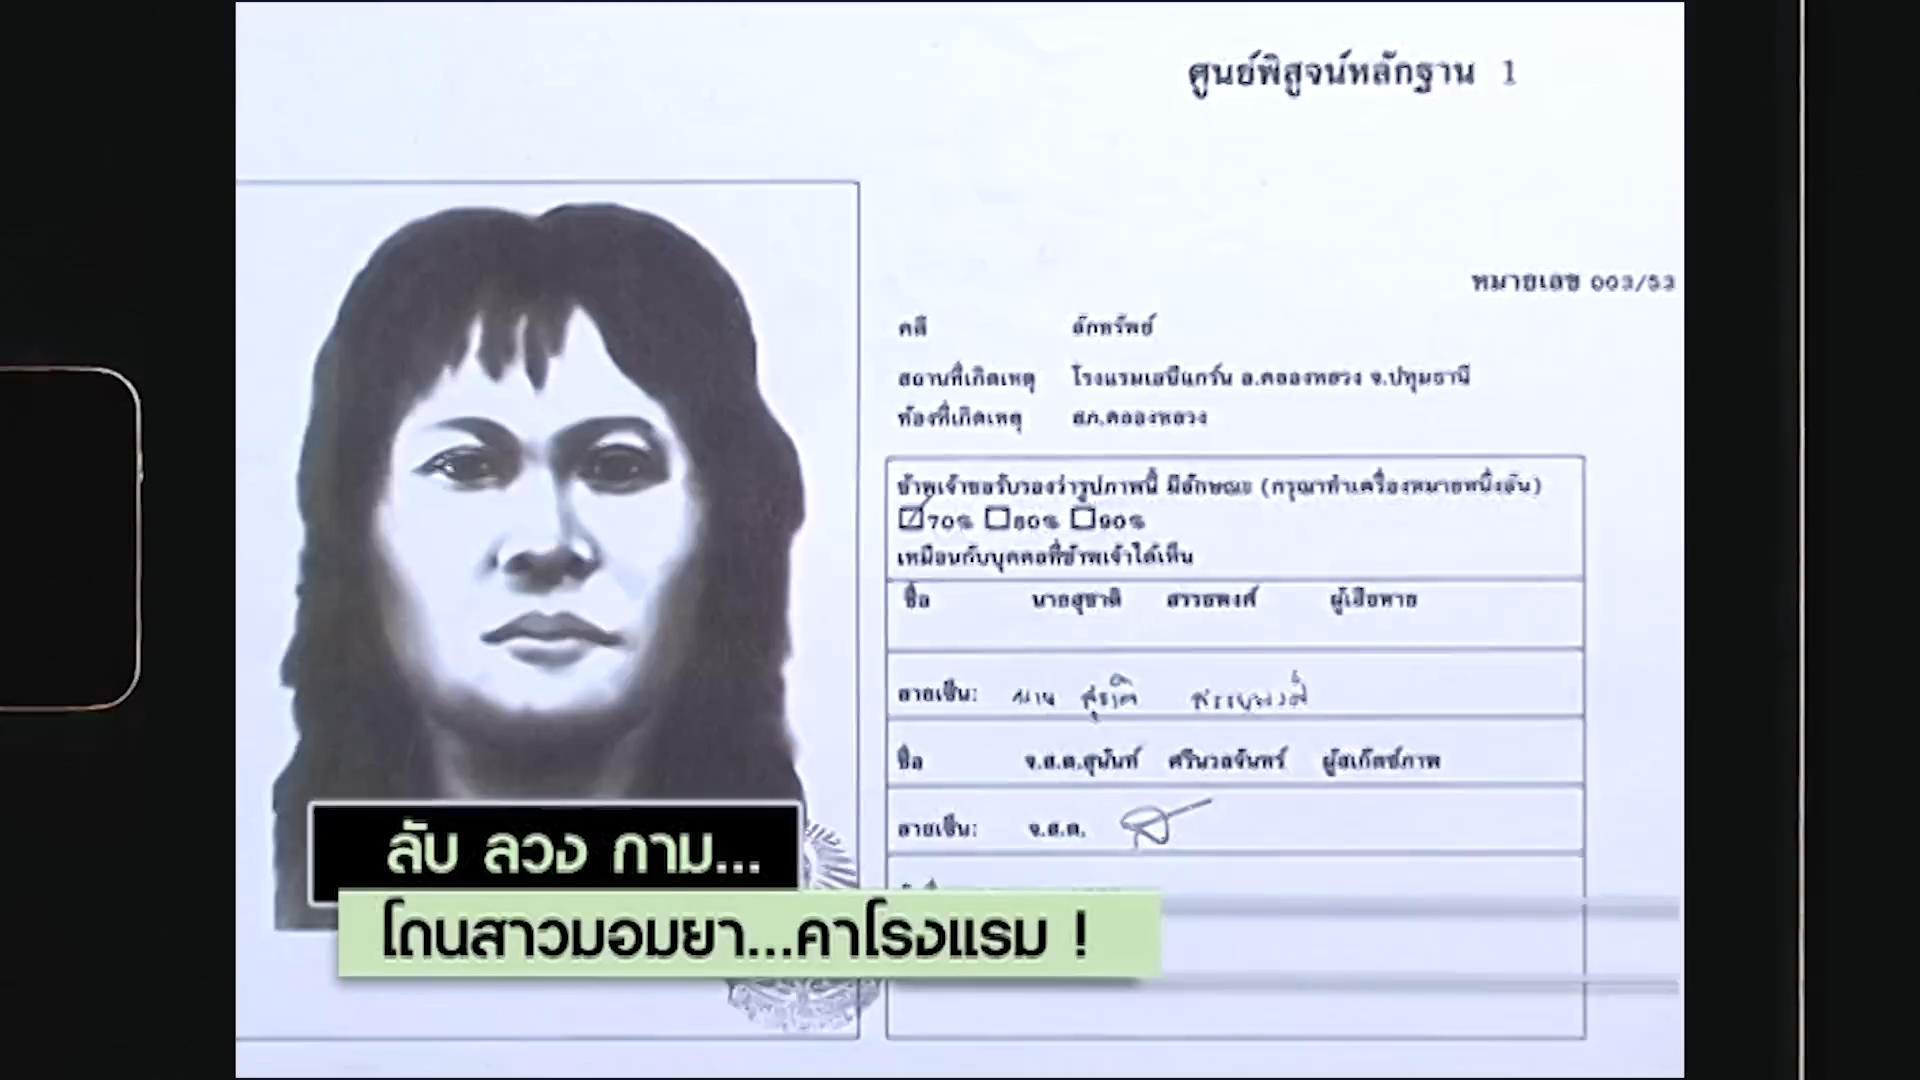 ศูนย์พิสูจน์หลักฐาน 1
หมายเลข 003/53
คดี ลักทรัพย์
สถานที่เกิดเหตุ โรงแรมเอบีแกร์น อ.คลองหลวง จ.ปทุมธานี
ท้องที่เกิดเหตุ สภ.คลองหลวง
ข้าพเจ้าขอรับรองว่ารูปภาพนี้ มีลักษณะ (กรุณาทำเครื่องหมายหนึ่งอัน)
70% 80% 90%
เหมือนกับบุคคลที่ข้าพเจ้าได้เห็น
ชื่อ นายสุชาติ สรรยพงศ์ ผู้เสียหาย
ลายเซ็น: นาย สุชาติ
ชื่อ จ.ส.ต.สุนันท์ ศรีนวลจันทร์ ผู้สเก็ตช์ภาพ
ลายเซ็น: จ.ส.ต.
ลับ ลวง กาม...
โดนสาวมอมยา...คาโรงแรม !